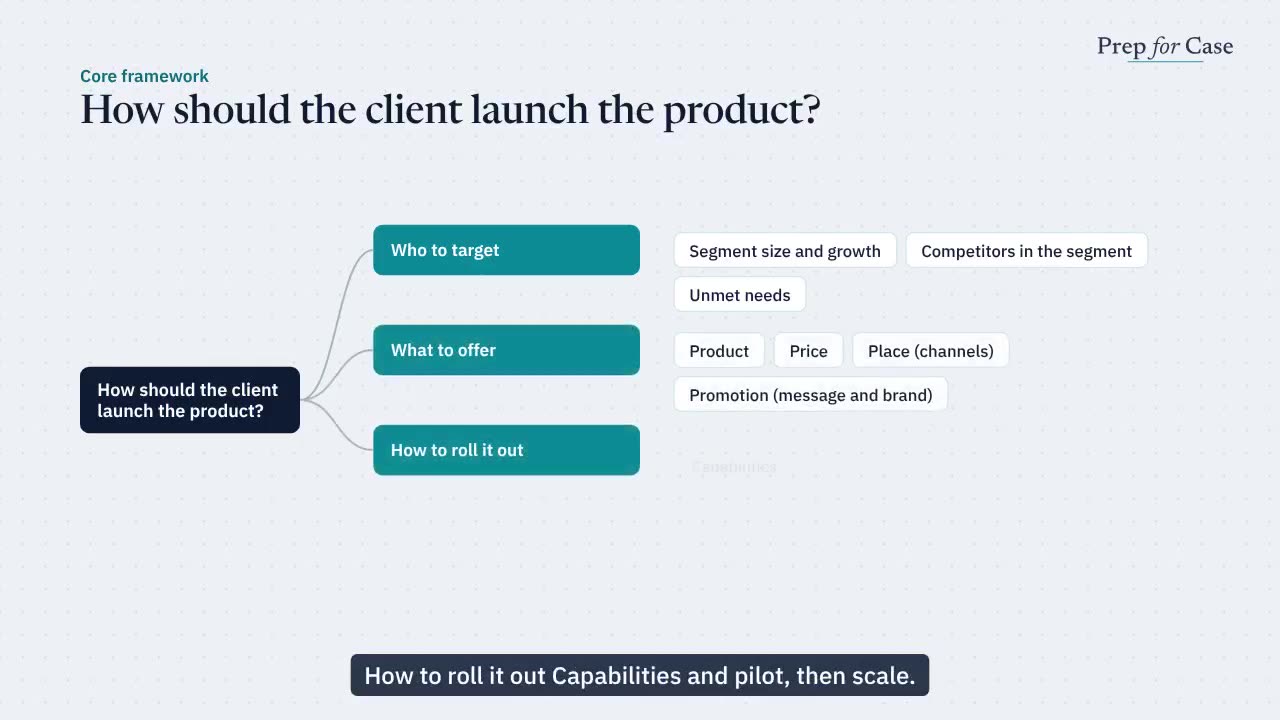 Prep for Case
Core framework
How should the client launch the product?
Who to target
Segment size and growth
Competitors in the segment
Unmet needs
What to offer
Product
Price
Place (channels)
Promotion (message and brand)
How should the client
launch the product?
How to roll it out
Capabilities
How to roll it out Capabilities and pilot, then scale.